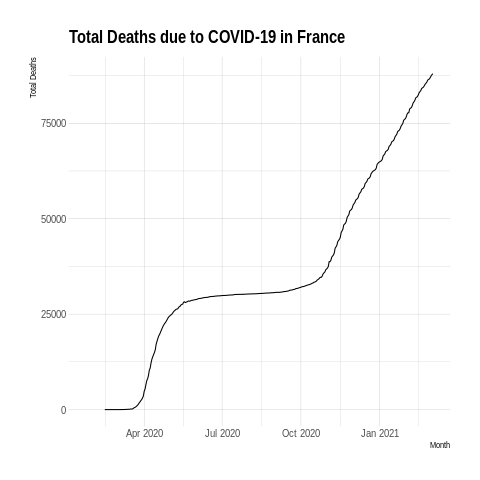 Total Deaths due to COVID-19 in France
Total Deaths
75000
50000
25000
0
Apr 2020 Jul 2020 Oct 2020 Jan 2021
Month